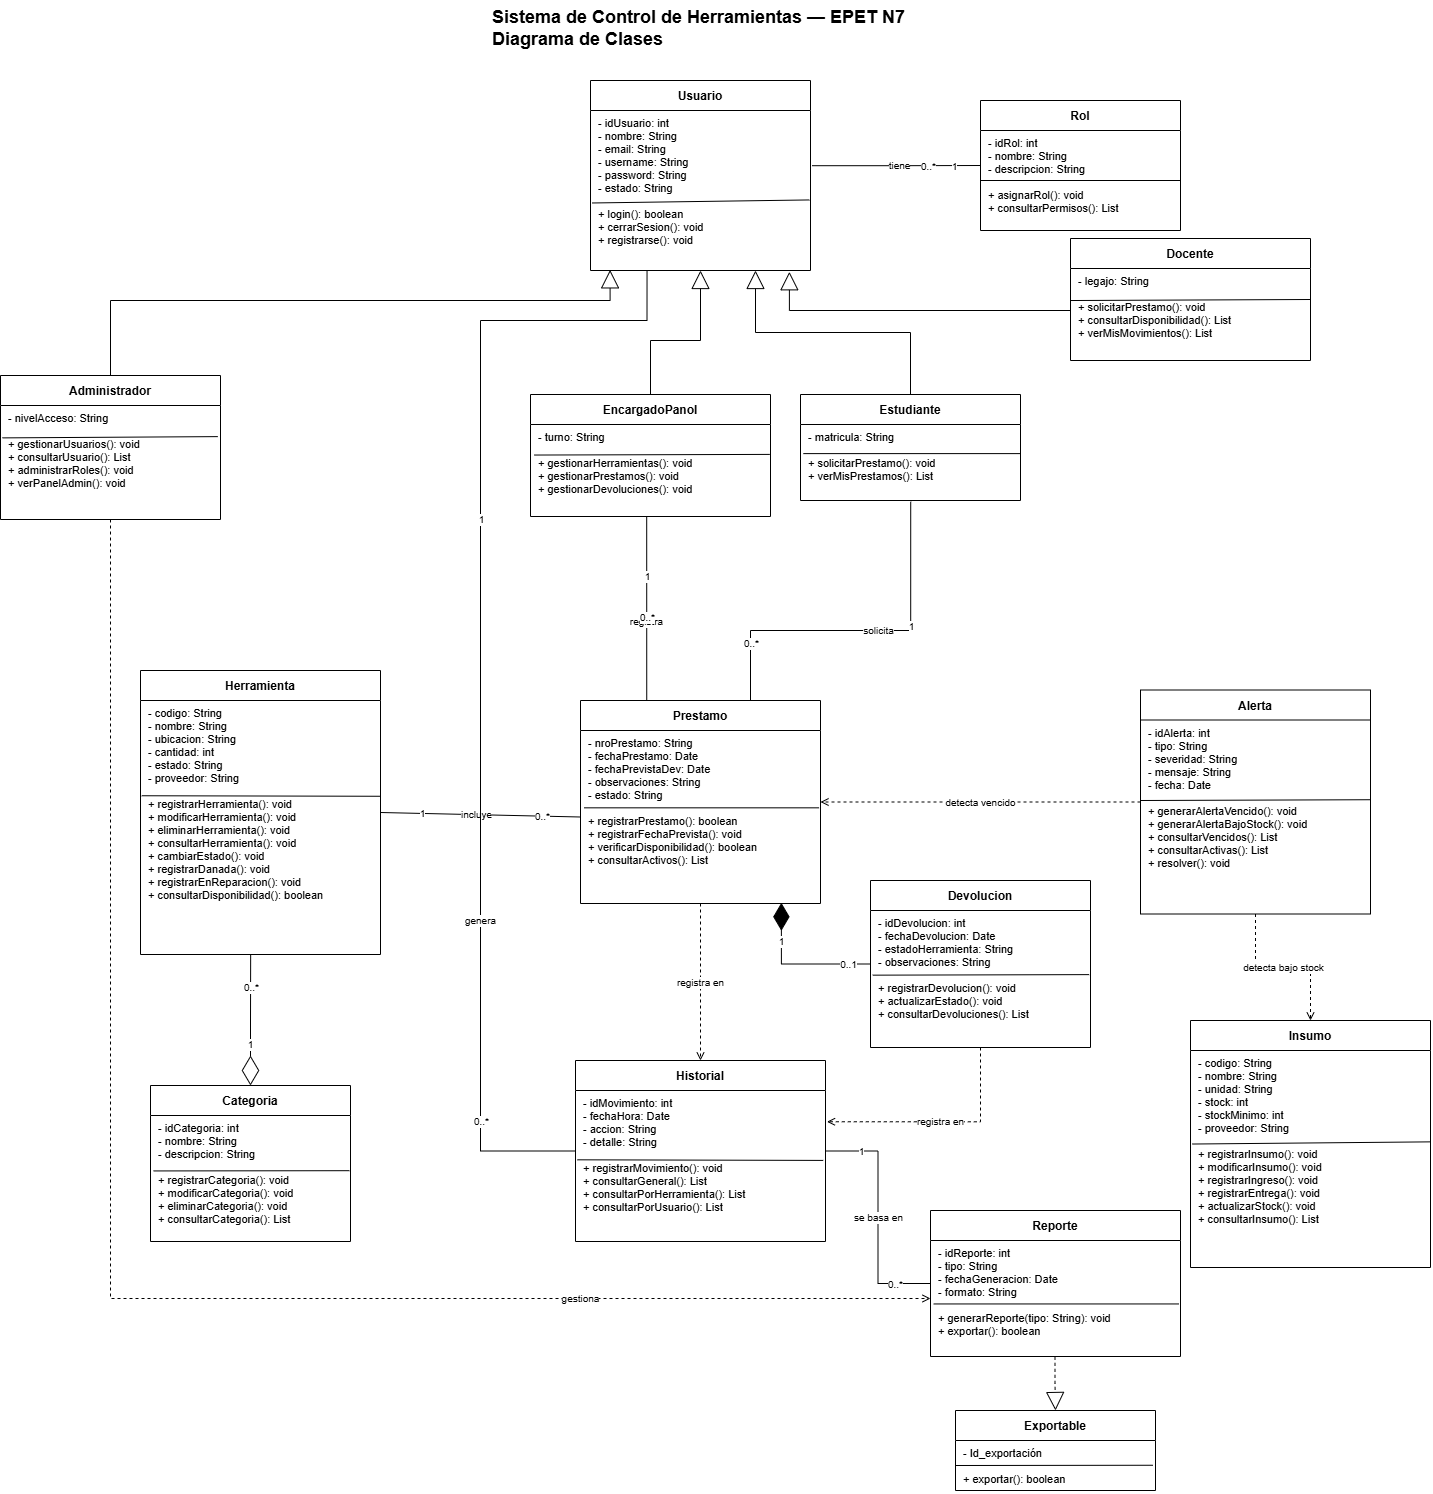 Sistema de Control de Herramientas — EPET N7
Diagrama de Clases
Usuario
- idUsuario: int
- nombre: String
- email: String
- username: String
- password: String
- estado: String
+ login(): boolean
+ cerrarSesion(): void
+ registrarse(): void
tiene
0..*
1
Rol
- idRol: int
- nombre: String
- descripcion: String
+ asignarRol(): void
+ consultarPermisos(): List
Docente
- legajo: String
+ solicitarPrestamo(): void
+ consultarDisponibilidad(): List
+ verMisMovimientos(): List
Administrador
- nivelAcceso: String
+ gestionarUsuarios(): void
+ consultarUsuario(): List
+ administrarRoles(): void
+ verPanelAdmin(): void
EncargadoPanol
- turno: String
+ gestionarHerramientas(): void
+ gestionarPrestamos(): void
+ gestionarDevoluciones(): void
Estudiante
- matricula: String
+ solicitarPrestamo(): void
+ verMisPrestamos(): List
1
1
0..*
registra
solicita
1
0..*
Herramienta
- codigo: String
- nombre: String
- ubicacion: String
- cantidad: int
- estado: String
- proveedor: String
+ registrarHerramienta(): void
+ modificarHerramienta(): void
+ eliminarHerramienta(): void
+ consultarHerramienta(): void
+ cambiarEstado(): void
+ registrarDanada(): void
+ registrarEnReparacion(): void
+ consultarDisponibilidad(): boolean
1
incluye
0..*
Prestamo
- nroPrestamo: String
- fechaPrestamo: Date
- fechaPrevistaDev: Date
- observaciones: String
- estado: String
+ registrarPrestamo(): boolean
+ registrarFechaPrevista(): void
+ verificarDisponibilidad(): boolean
+ consultarActivos(): List
detecta vencido
Alerta
- idAlerta: int
- tipo: String
- severidad: String
- mensaje: String
- fecha: Date
+ generarAlertaVencido(): void
+ generarAlertaBajoStock(): void
+ consultarVencidos(): List
+ consultarActivas(): List
+ resolver(): void
genera
Devolucion
- idDevolucion: int
- fechaDevolucion: Date
- estadoHerramienta: String
- observaciones: String
+ registrarDevolucion(): void
+ actualizarEstado(): void
+ consultarDevoluciones(): List
1
0..1
detecta bajo stock
registra en
0..*
1
Categoria
- idCategoria: int
- nombre: String
- descripcion: String
+ registrarCategoria(): void
+ modificarCategoria(): void
+ eliminarCategoria(): void
+ consultarCategoria(): List
0..*
Historial
- idMovimiento: int
- fechaHora: Date
- accion: String
- detalle: String
+ registrarMovimiento(): void
+ consultarGeneral(): List
+ consultarPorHerramienta(): List
+ consultarPorUsuario(): List
registra en
1
se basa en
0..*
Insumo
- codigo: String
- nombre: String
- unidad: String
- stock: int
- stockMinimo: int
- proveedor: String
+ registrarInsumo(): void
+ modificarInsumo(): void
+ registrarIngreso(): void
+ registrarEntrega(): void
+ actualizarStock(): void
+ consultarInsumo(): List
gestiona
Reporte
- idReporte: int
- tipo: String
- fechaGeneracion: Date
- formato: String
+ generarReporte(tipo: String): void
+ exportar(): boolean
Exportable
- Id_exportación
+ exportar(): boolean